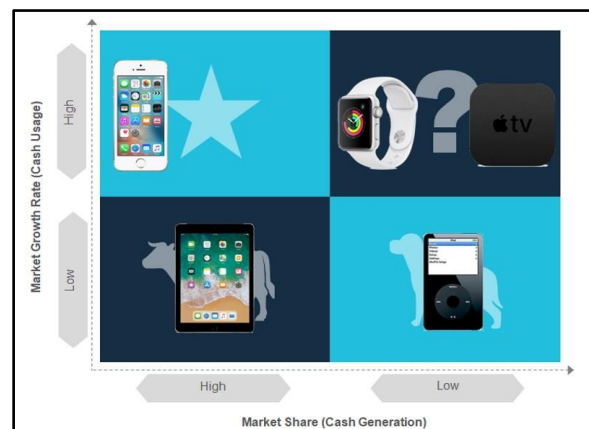 Market Growth Rate (Cash Usage)
High
Low
?
tv
High
Low
Market Share (Cash Generation)